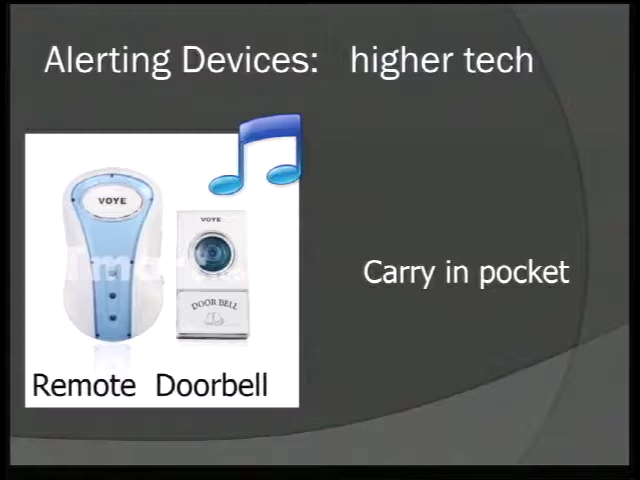 Alerting Devices: higher tech
VOYE
VOYE
DOOR BELL
Carry in pocket
Remote Doorbell